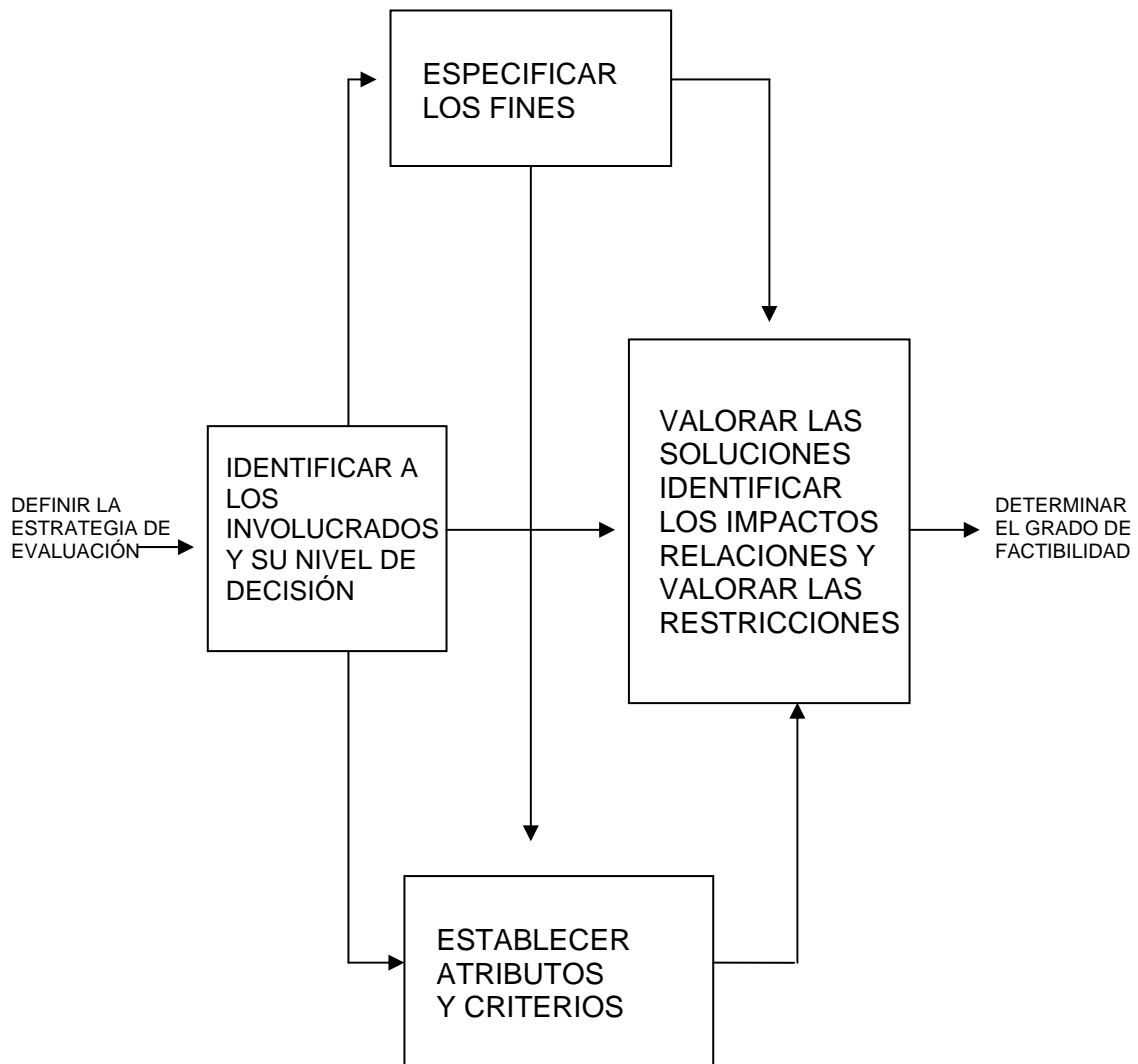 ESPECIFICAR
LOS FINES
DEFINIR LA
ESTRATEGIA DE
EVALUACIÓN
IDENTIFICAR A
LOS
INVOLUCRADOS
Y SU NIVEL DE
DECISIÓN
VALORAR LAS
SOLUCIONES
IDENTIFICAR
LOS IMPACTOS
RELACIONES Y
VALORAR LAS
RESTRICCIONES
DETERMINAR
EL GRADO DE
FACTIBILIDAD
ESTABLECER
ATRIBUTOS
Y CRITERIOS